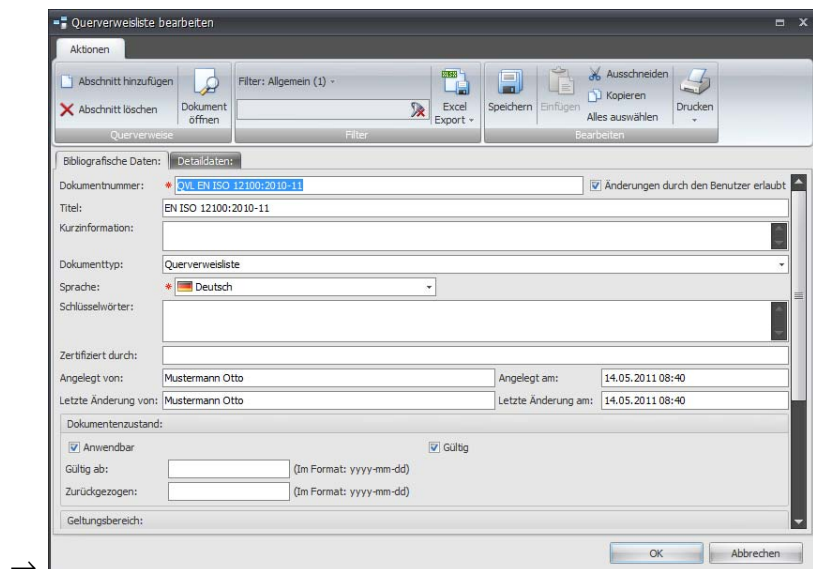 Querverweisliste bearbeiten
Aktionen
Abschnitt hinzufügen
Abschnitt löschen
Dokument öffnen
Querverweise
Filter: Allgemein (1)
Excel Export
Filter
Speichern
Einfügen
Ausschneiden
Kopieren
Alles auswählen
Drucken
Bearbeiten
Bibliografische Daten: Detaildaten:
Dokumentnummer: * QVL EN ISO 12100:2010-11 Änderungen durch den Benutzer erlaubt
Titel: EN ISO 12100:2010-11
Kurzinformation:
Dokumenttyp: Querverweisliste
Sprache: * Deutsch
Schlüsselwörter:
Zertifiziert durch:
Angelegt von: Mustermann Otto Angelegt am: 14.05.2011 08:40
Letzte Änderung von: Mustermann Otto Letzte Änderung am: 14.05.2011 08:40
Dokumentenzustand:
Anwendbar Gültig
Gültig ab: (Im Format: yyyy-mm-dd)
Zurückgezogen: (Im Format: yyyy-mm-dd)
Geltungsbereich:
OK Abbrechen